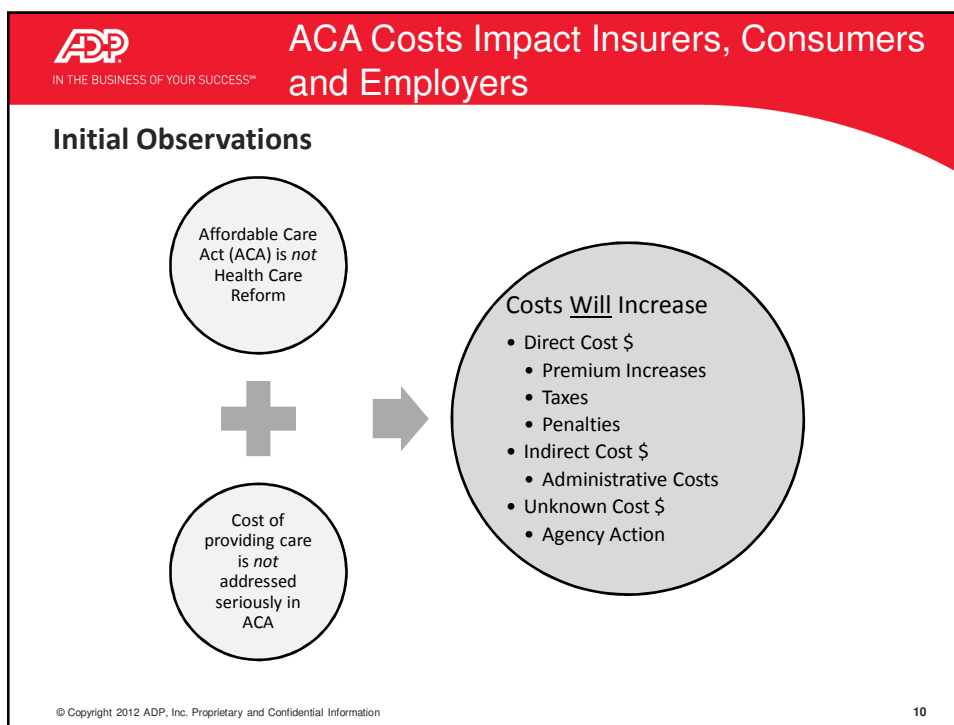 ADP
IN THE BUSINESS OF YOUR SUCCESS℠
ACA Costs Impact Insurers, Consumers
and Employers
Initial Observations
Affordable Care
Act (ACA) is not
Health Care
Reform
Cost of
providing care
is not
addressed
seriously in
ACA
Costs Will Increase
• Direct Cost $
• Premium Increases
• Taxes
• Penalties
• Indirect Cost $
• Administrative Costs
• Unknown Cost $
• Agency Action
© Copyright 2012 ADP, Inc. Proprietary and Confidential Information
10